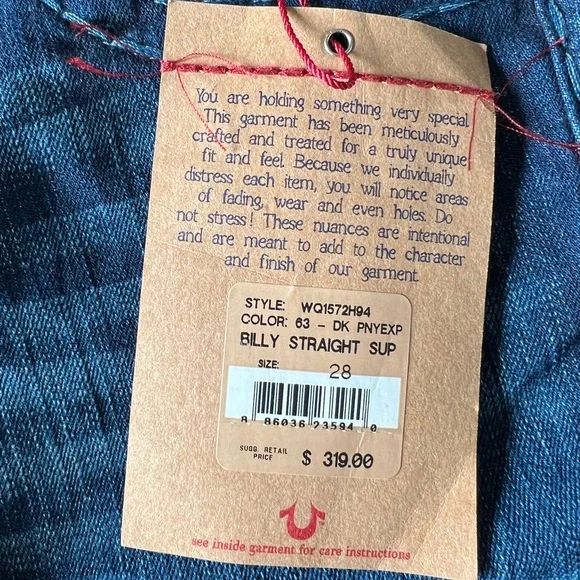 You are holding something very special.
This garment has been meticulously
crafted and treated for a truly unique
fit and feel. Because we individually
distress each item, you will notice areas
of fading, wear and even holes. Do
not stress! These nuances are intentional
and are meant to add to the character
and finish of our garment.
STYLE: WQ1572H94
COLOR: 63 - DK PNYEXP
BILLY STRAIGHT SUP
SIZE: 28
8 86036 23594 0
SUGG. RETAIL
PRICE $ 319.00
see inside garment for care instructions